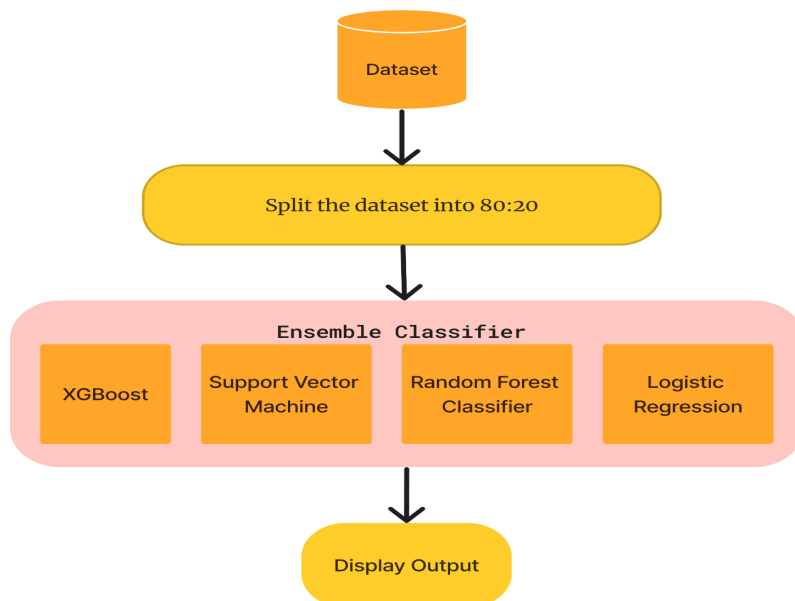 Dataset
Split the dataset into 80:20
Ensemble Classifier
XGBoost
Support Vector
Machine
Random Forest
Classifier
Logistic
Regression
Display Output